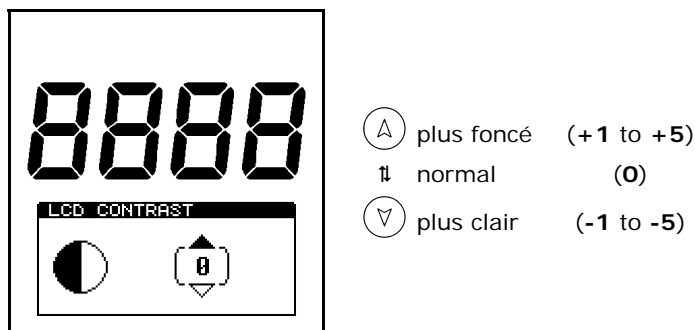 8888
LCD CONTRAST
0
plus foncé (+1 to +5)
⇅ normal (0)
plus clair (-1 to -5)